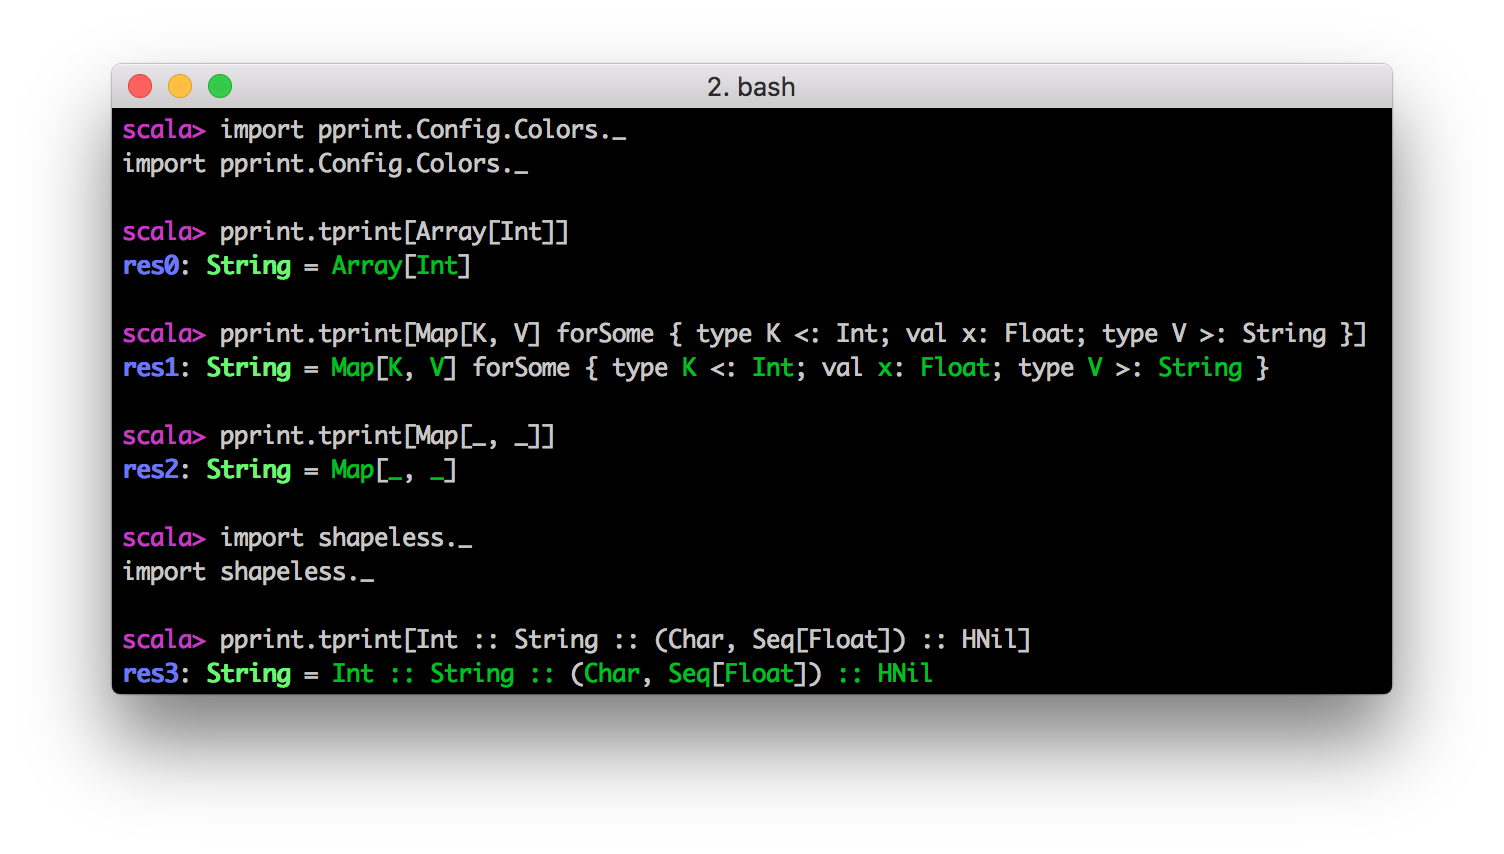 2. bash
scala> import pprint.Config.Colors._
import pprint.Config.Colors._
scala> pprint.tprint[Array[Int]]
res0: String = Array[Int]
scala> pprint.tprint[Map[K, V] forSome { type K <: Int; val x: Float; type V >: String }]
res1: String = Map[K, V] forSome { type K <: Int; val x: Float; type V >: String }
scala> pprint.tprint[Map[_, _]]
res2: String = Map[_, _]
scala> import shapeless._
import shapeless._
scala> pprint.tprint[Int :: String :: (Char, Seq[Float]) :: HNil]
res3: String = Int :: String :: (Char, Seq[Float]) :: HNil